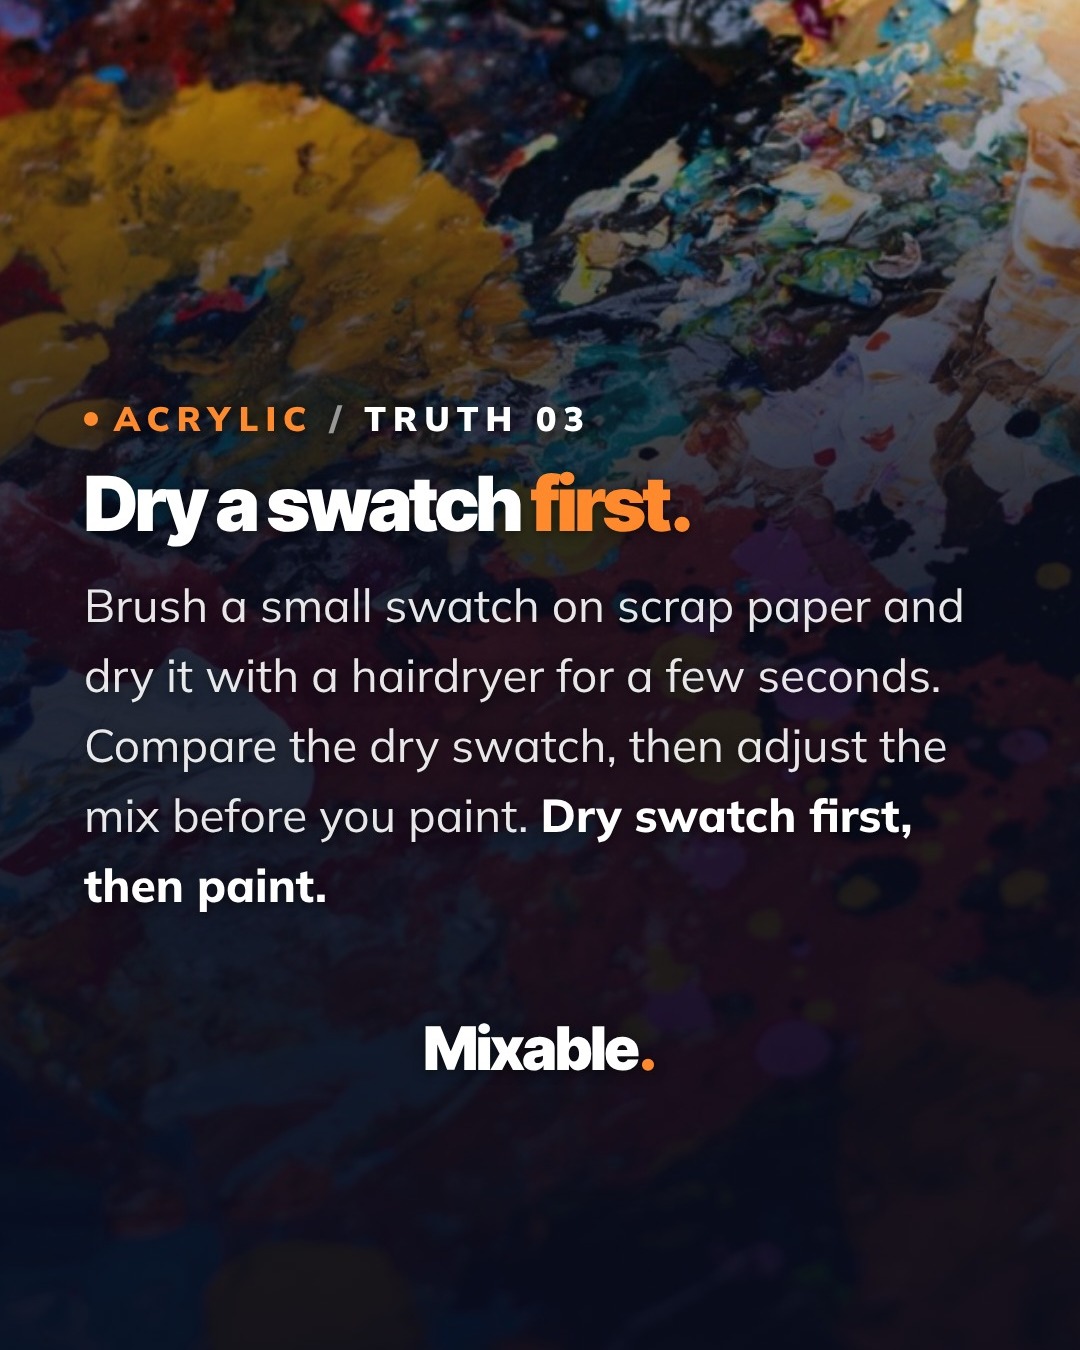 • ACRYLIC / TRUTH 03
Dry a swatch first.
Brush a small swatch on scrap paper and
dry it with a hairdryer for a few seconds.
Compare the dry swatch, then adjust the
mix before you paint. Dry swatch first,
then paint.
Mixable.